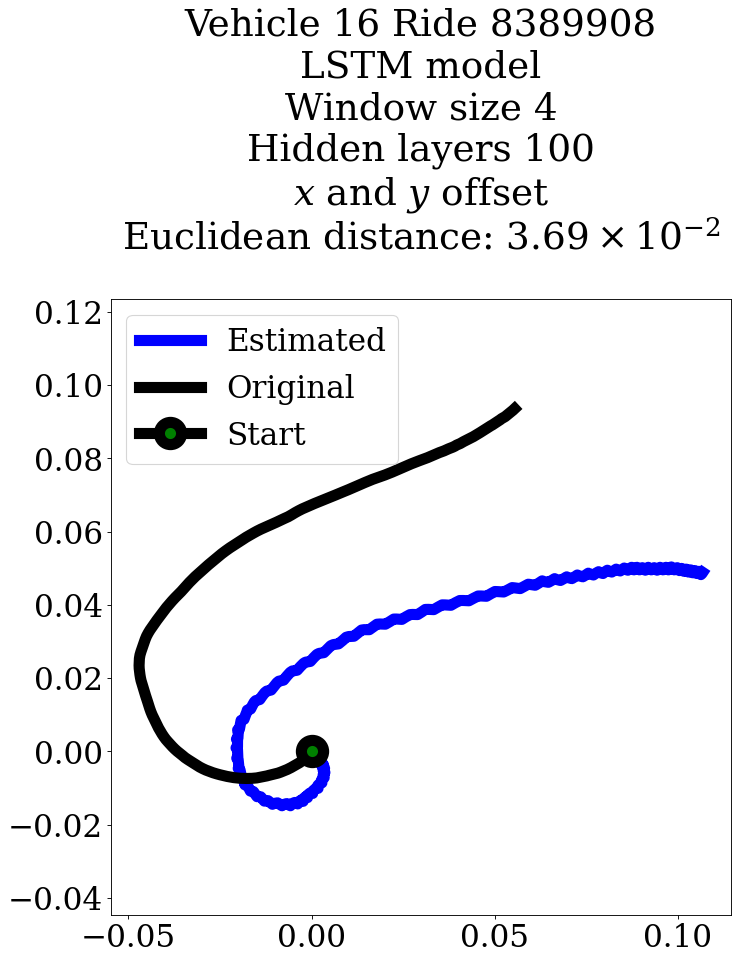 Vehicle 16 Ride 8389908
LSTM model
Window size 4
Hidden layers 100
x and y offset
Euclidean distance: 3.69 × 10⁻²
0.12
0.10
0.08
0.06
0.04
0.02
0.00
−0.02
−0.04
Estimated
Original
Start
−0.05 0.00 0.05 0.10